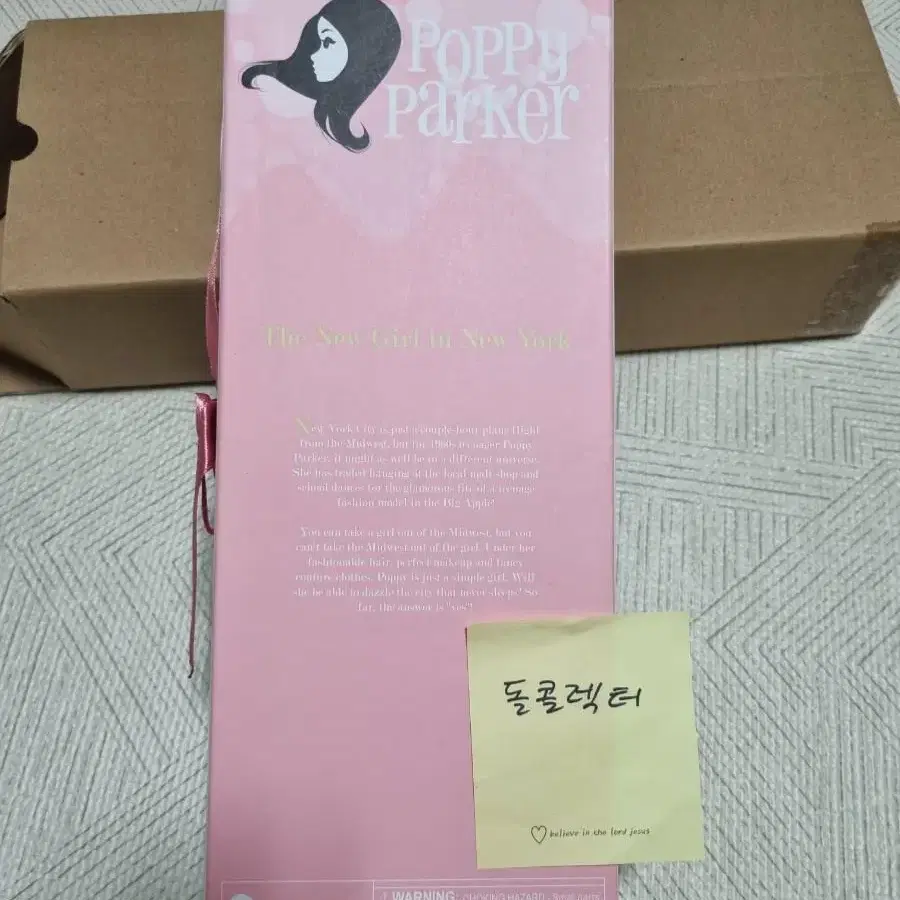 POPPY
PARKER
The New Girl in New York
New York City is just a couple-hour plane flight
from the Midwest, but for 1960s teenager Poppy
Parker, it might as well be in a different universe.
She has traded hanging at the local malt shop and
school dances for the glamorous life of a teenage
fashion model in the Big Apple!
You can take a girl out of the Midwest, but you
can't take the Midwest out of the girl. Under her
fashionable hair, perfect makeup and fancy
couture clothes, Poppy is just a simple girl. Will
she be able to dazzle the city that never sleeps? So
far, the answer is "yes"!
돌콜렉터
believe in the lord jesus
WARNING: CHOKING HAZARD - Small parts